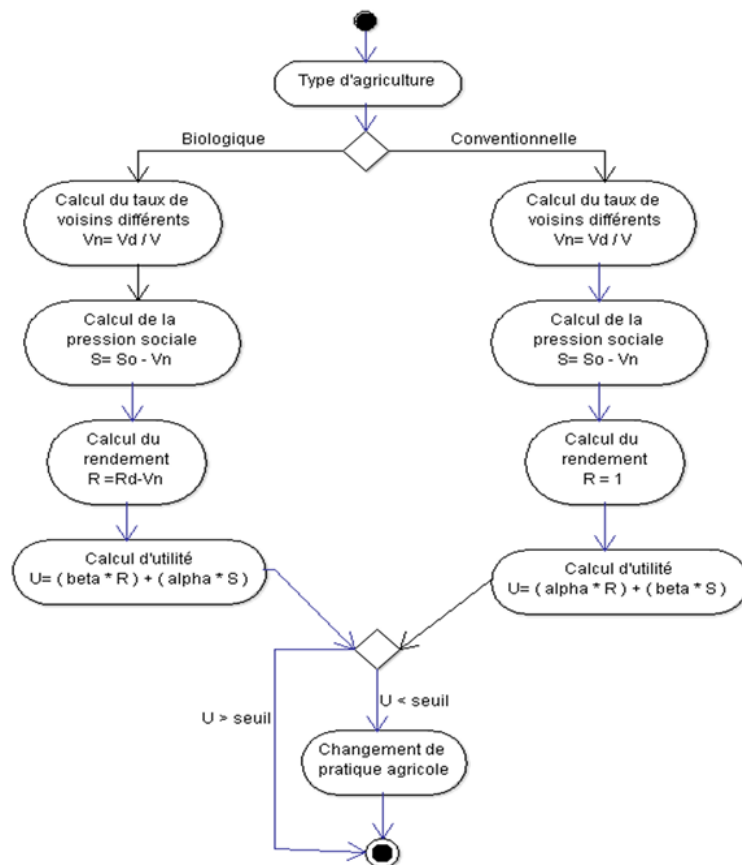 Type d'agriculture
Biologique
Conventionnelle
Calcul du taux de
voisins différents
Vn= Vd / V
Calcul du taux de
voisins différents
Vn= Vd / V
Calcul de la
pression sociale
S= So - Vn
Calcul de la
pression sociale
S= So - Vn
Calcul du
rendement
R =Rd-Vn
Calcul du
rendement
R = 1
Calcul d'utilité
U= ( beta * R ) + ( alpha * S )
Calcul d'utilité
U= ( alpha * R ) + ( beta * S )
U > seuil
U < seuil
Changement de
pratique agricole